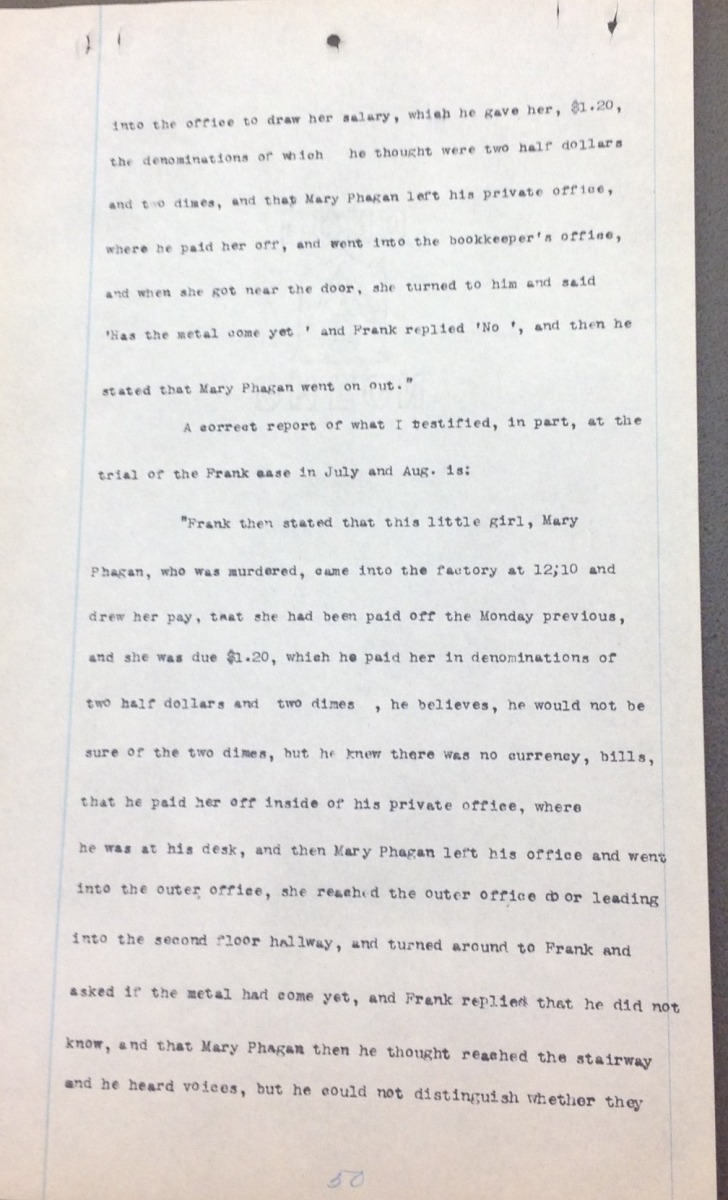 into the office to draw her salary, which he gave her, $1.20,
the denominations of which he thought were two half dollars
and two dimes, and that Mary Phagan left his private office,
where he paid her off, and went into the bookkeeper's office,
and when she got near the door, she turned to him and said
'Has the metal come yet ' and Frank replied 'No ', and then he
stated that Mary Phagan went on out."
A correct report of what I testified, in part, at the
trial of the Frank case in July and Aug. is:
"Frank then stated that this little girl, Mary
Phagan, who was murdered, came into the factory at 12;10 and
drew her pay, that she had been paid off the Monday previous,
and she was due $1.20, which he paid her in denominations of
two half dollars and two dimes , he believes, he would not be
sure of the two dimes, but he knew there was no currency, bills,
that he paid her off inside of his private office, where
he was at his desk, and then Mary Phagan left his office and went
into the outer office, she reached the outer office door leading
into the second floor hallway, and turned around to Frank and
asked if the metal had come yet, and Frank replied that he did not
know, and that Mary Phagan then he thought reached the stairway
and he heard voices, but he could not distinguish whether they
50